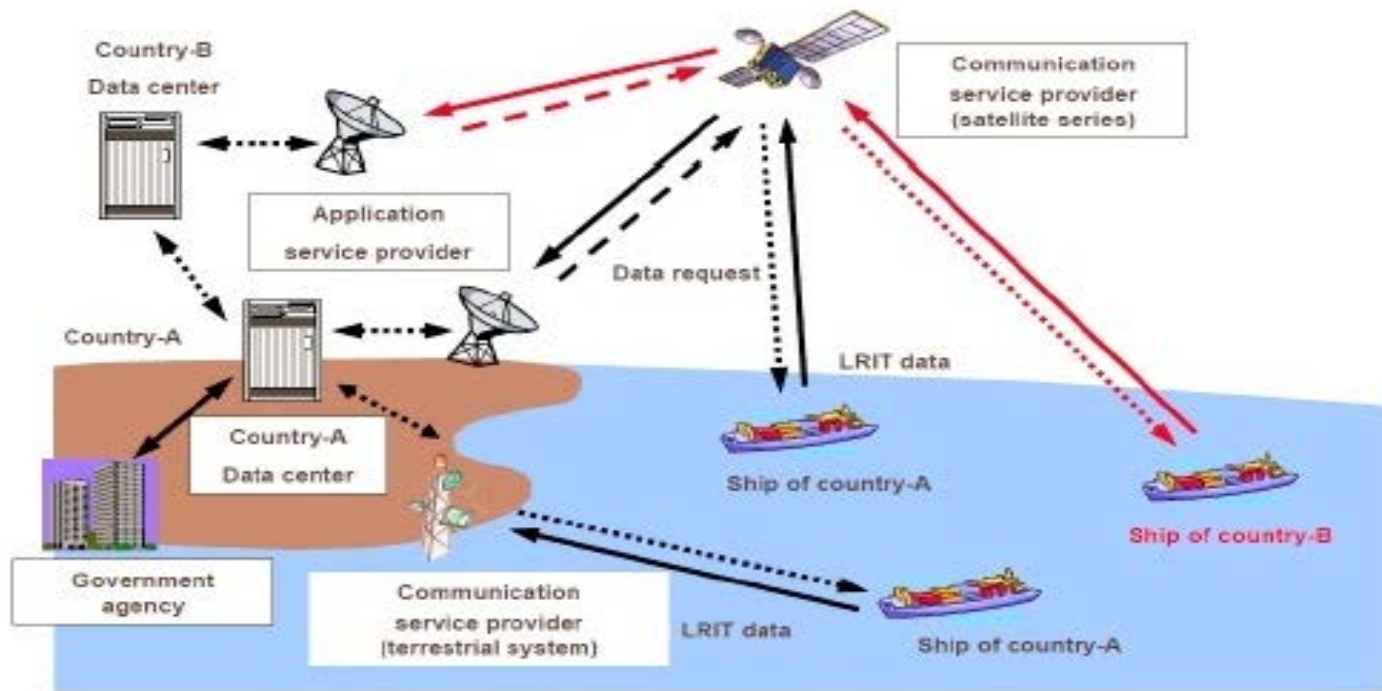 Country-B
Data center
Communication
service provider
(satellite series)
Application
service provider
Data request
Country-A
LRIT data
Country-A
Data center
Ship of country-A
Ship of country-B
Government
agency
Communication
service provider
(terrestrial system)
LRIT data
Ship of country-A